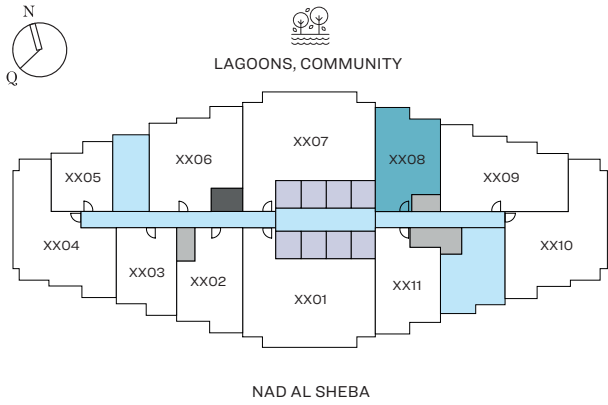 N
Q
LAGOONS, COMMUNITY
XX07
XX06
XX08
XX05
XX09
XX04
XX10
XX03
XX02
XX01
XX11
NAD AL SHEBA